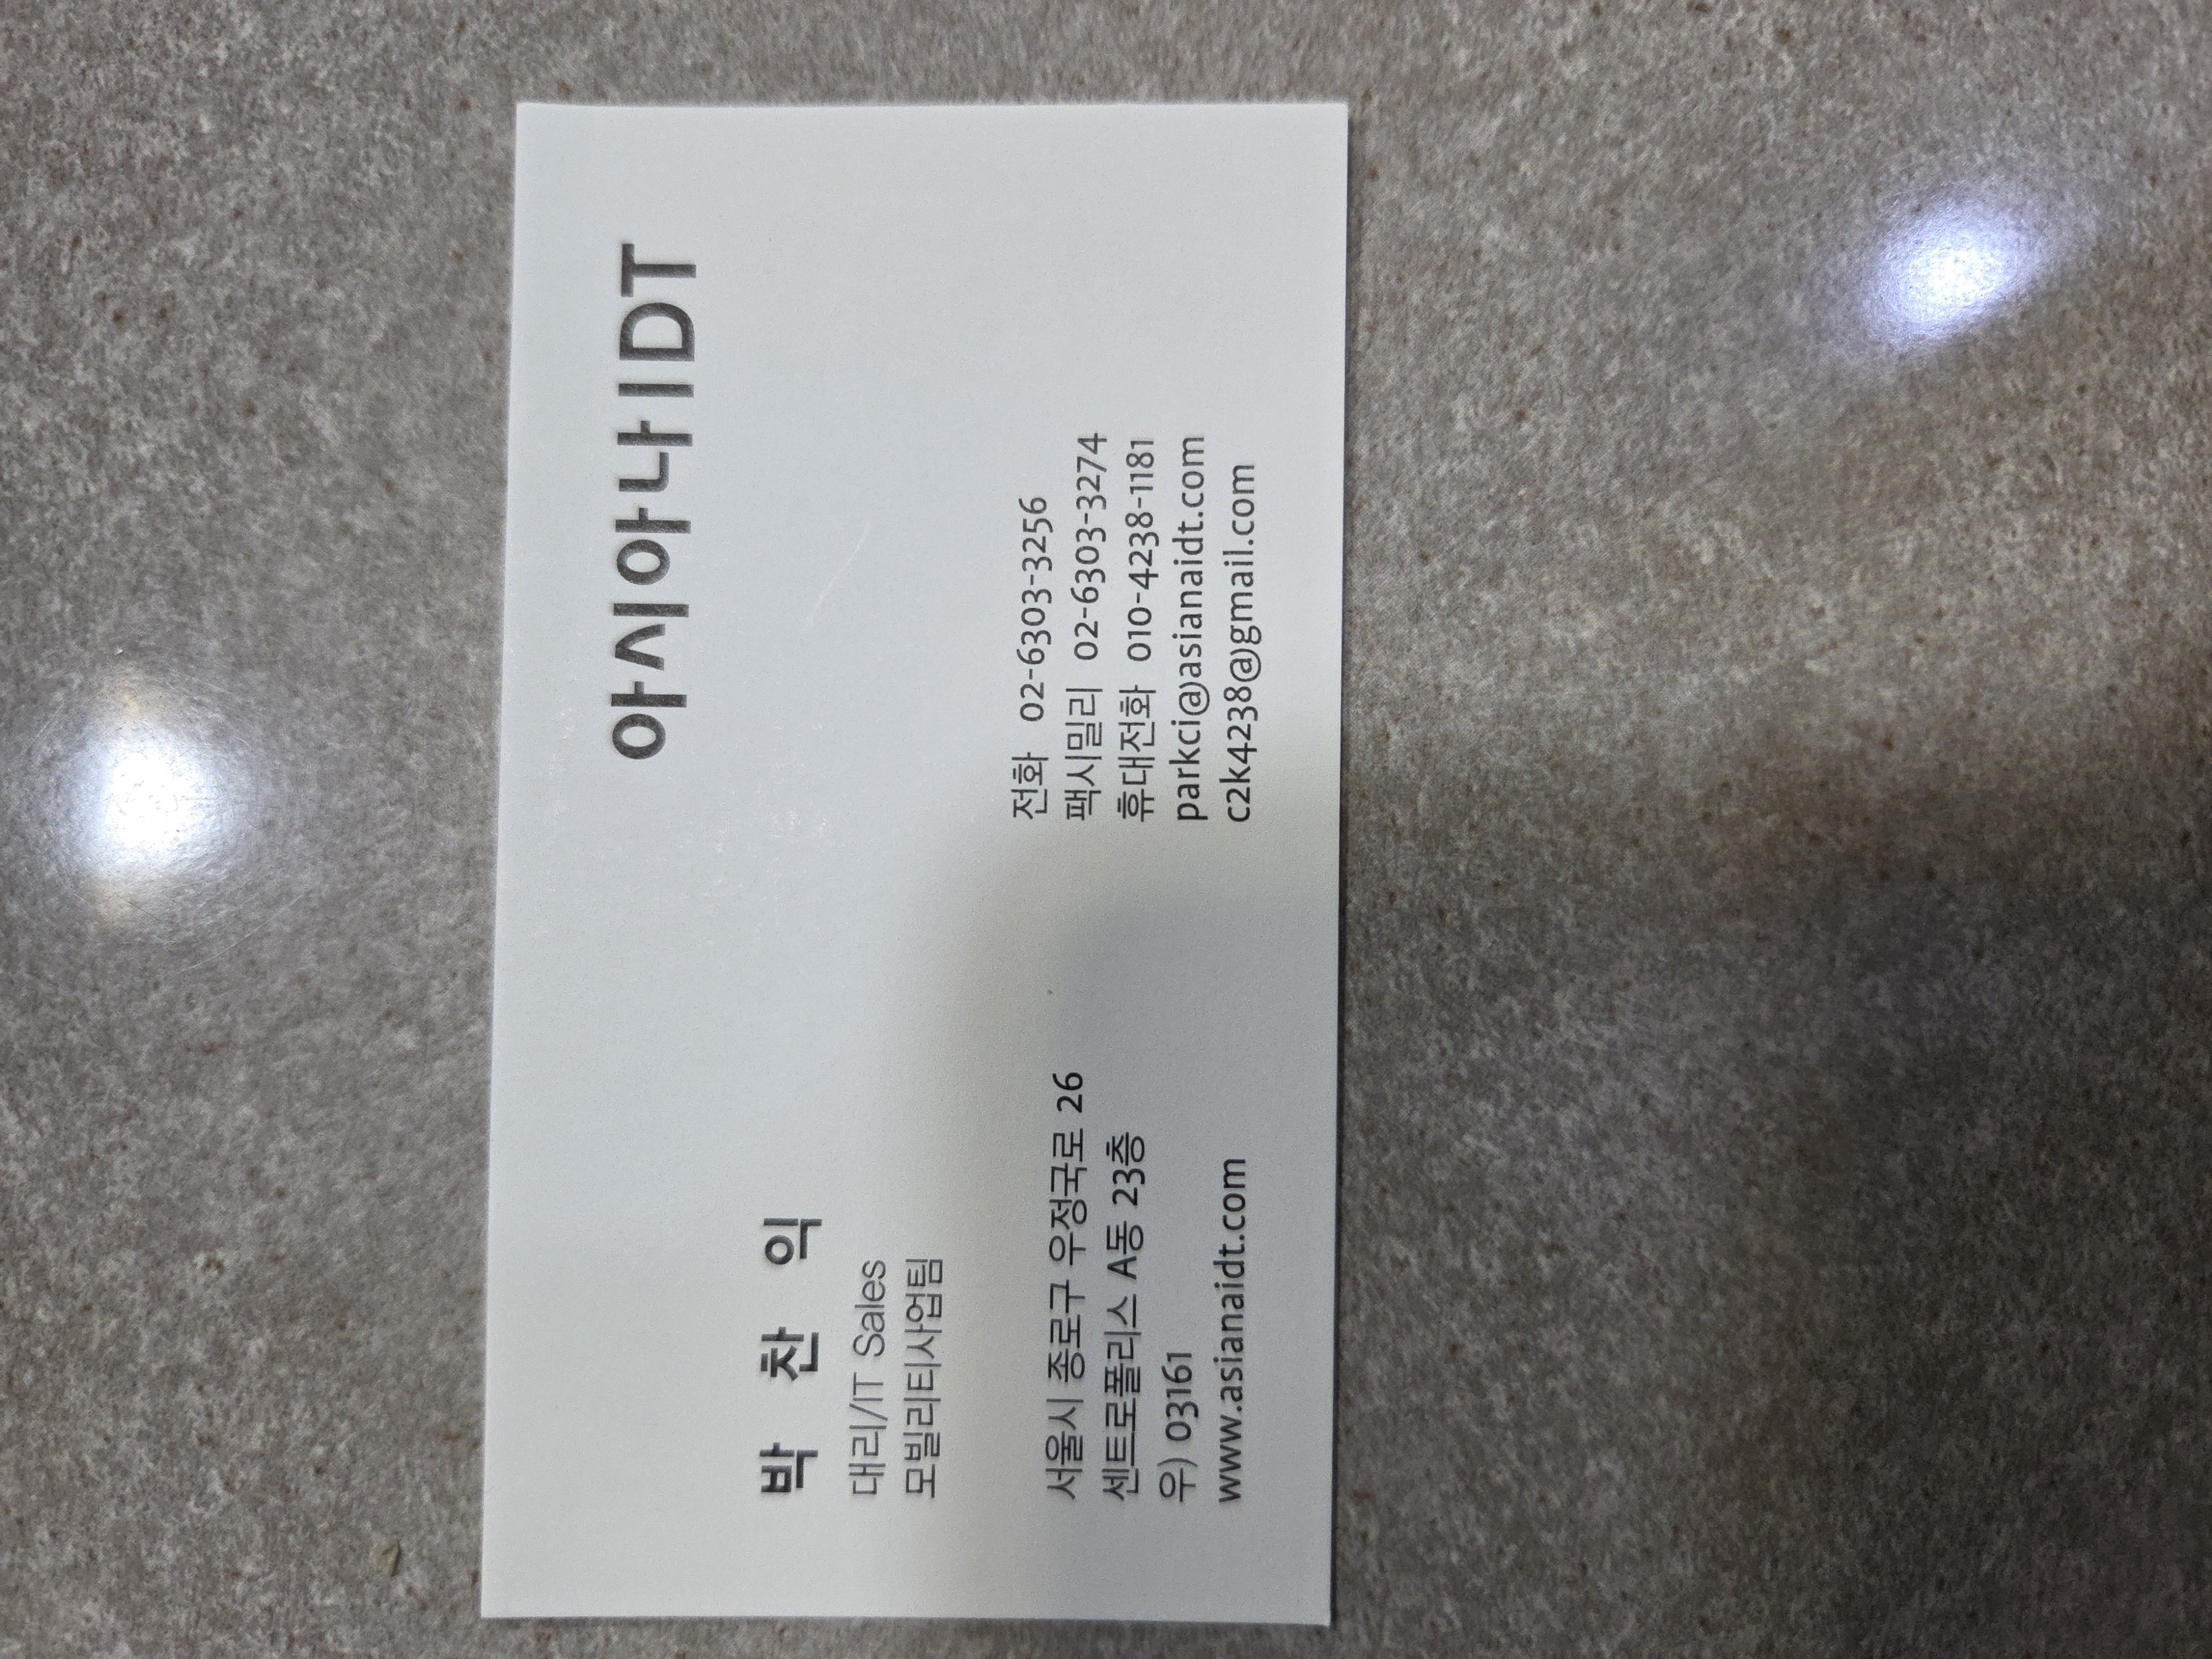 아시아나IDT
박 찬 익
대리/IT Sales
모빌리티사업팀
서울시 종로구 우정국로 26
센트로폴리스 A동 23층
우) 03161
www.asianaidt.com
전화 02-6303-3256
팩시밀리 02-6303-3274
휴대전화 010-4238-1181
parkci@asianaidt.com
c2k4238@gmail.com